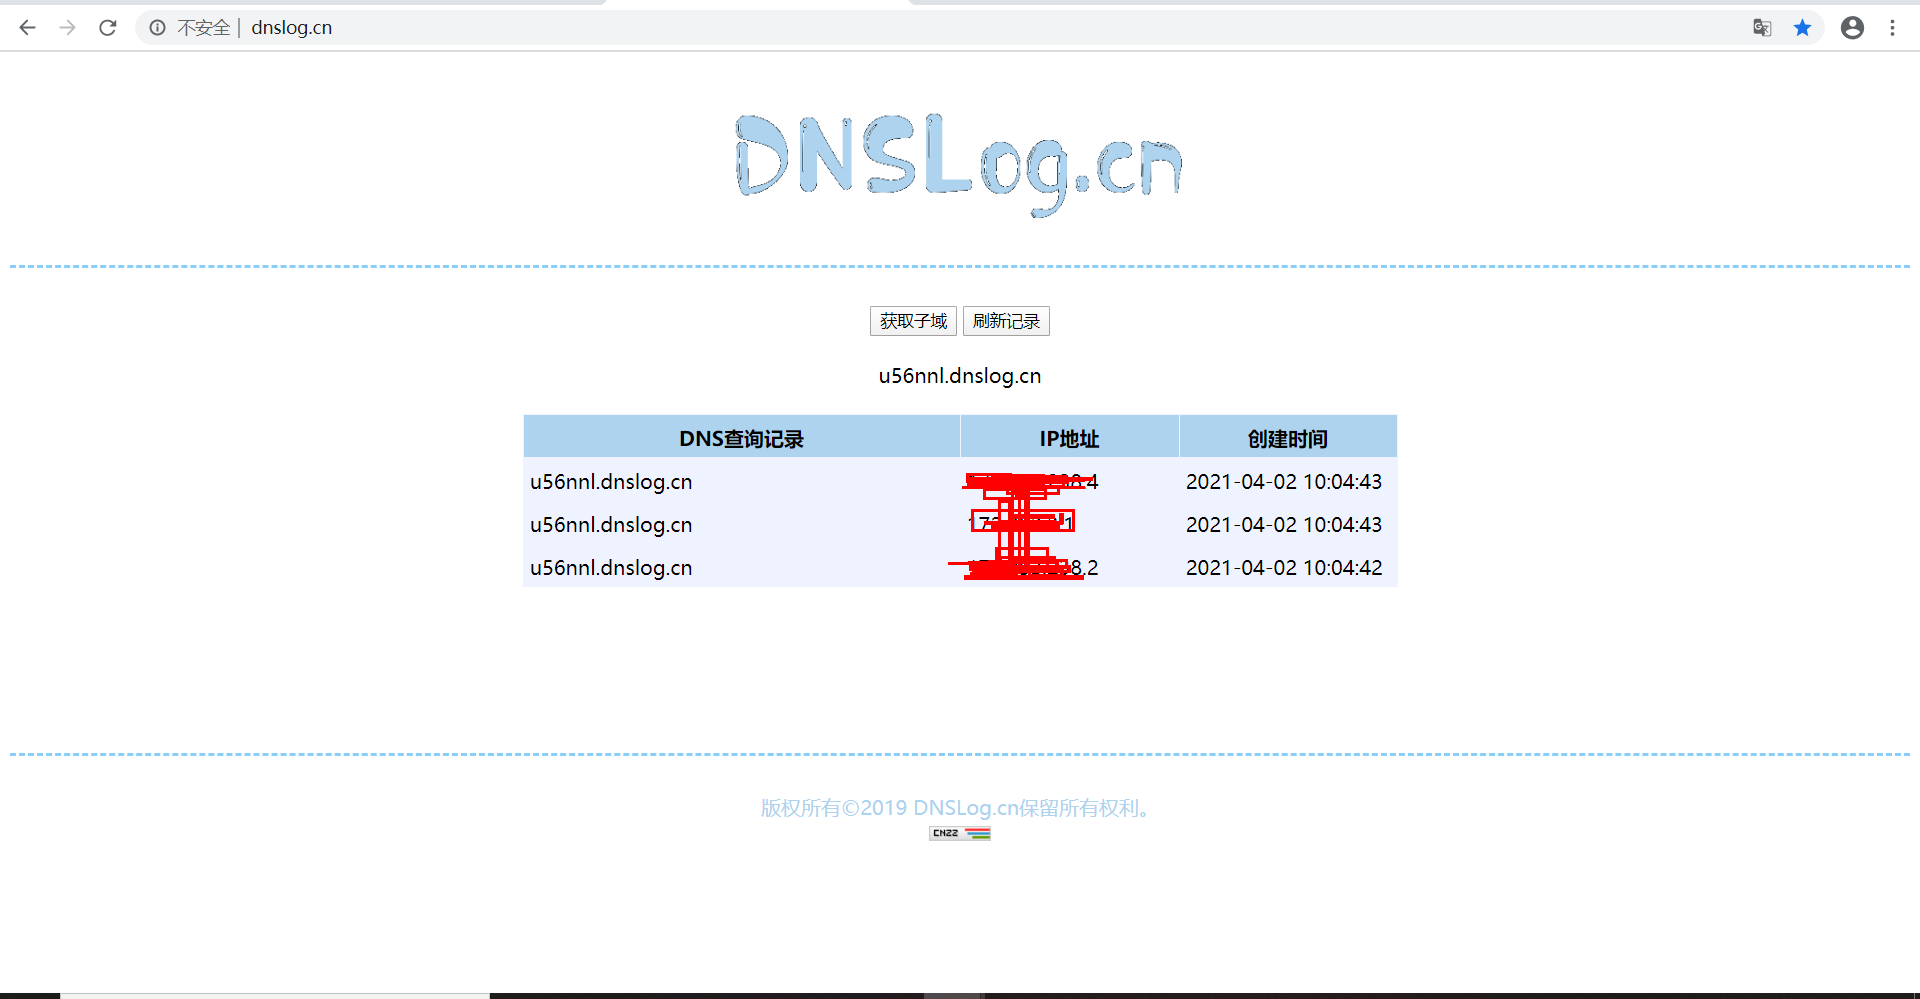 不安全 | dnslog.cn
DNSLog.cn
获取子域 刷新记录
u56nnl.dnslog.cn
DNS查询记录 IP地址 创建时间
u56nnl.dnslog.cn 2021-04-02 10:04:43
u56nnl.dnslog.cn 2021-04-02 10:04:43
u56nnl.dnslog.cn 2021-04-02 10:04:42
版权所有©2019 DNSLog.cn保留所有权利。
CNZZ